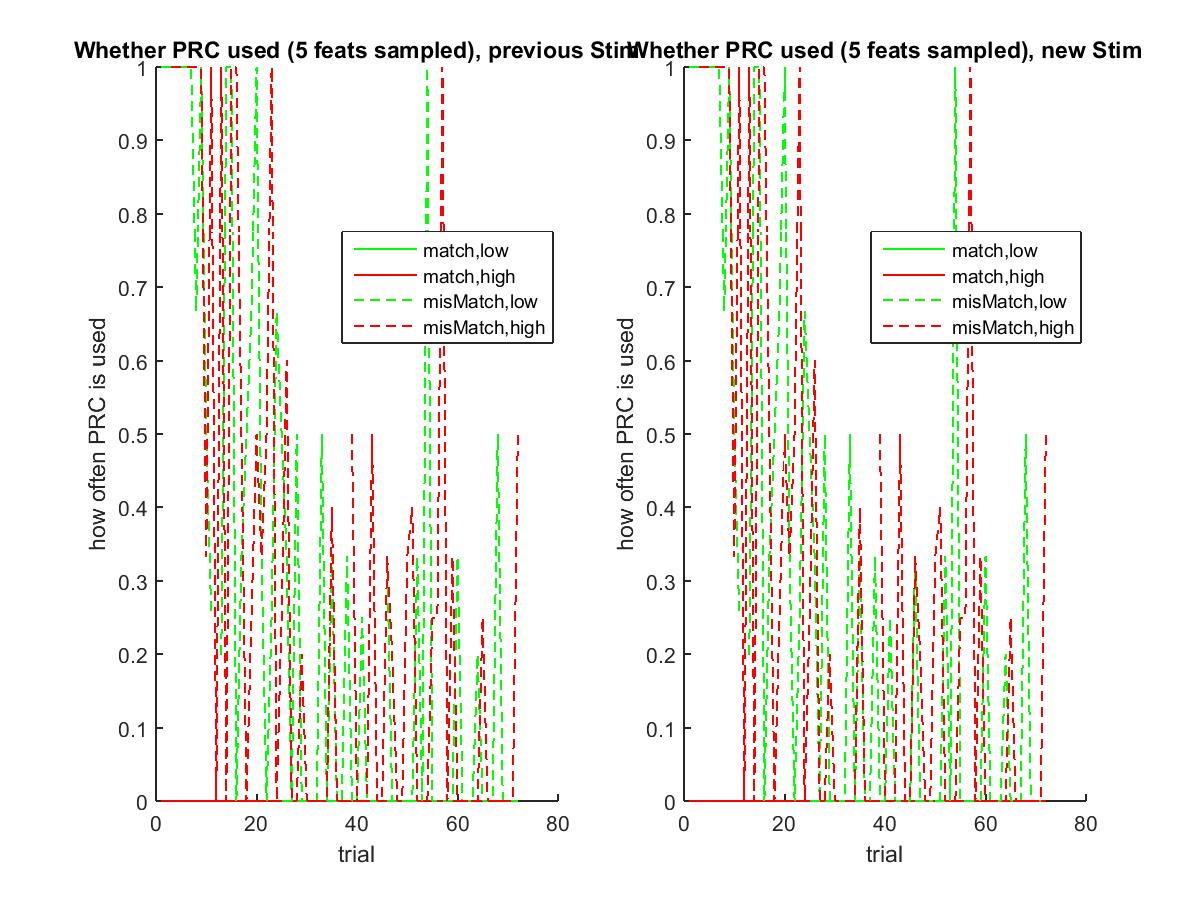 Whether PRC used (5 feats sampled), previous Stim
Whether PRC used (5 feats sampled), new Stim
how often PRC is used
1
0.9
0.8
0.7
0.6
0.5
0.4
0.3
0.2
0.1
0
0
20
40
60
80
trial
match,low
match,high
misMatch,low
misMatch,high
how often PRC is used
1
0.9
0.8
0.7
0.6
0.5
0.4
0.3
0.2
0.1
0
0
20
40
60
80
trial
match,low
match,high
misMatch,low
misMatch,high